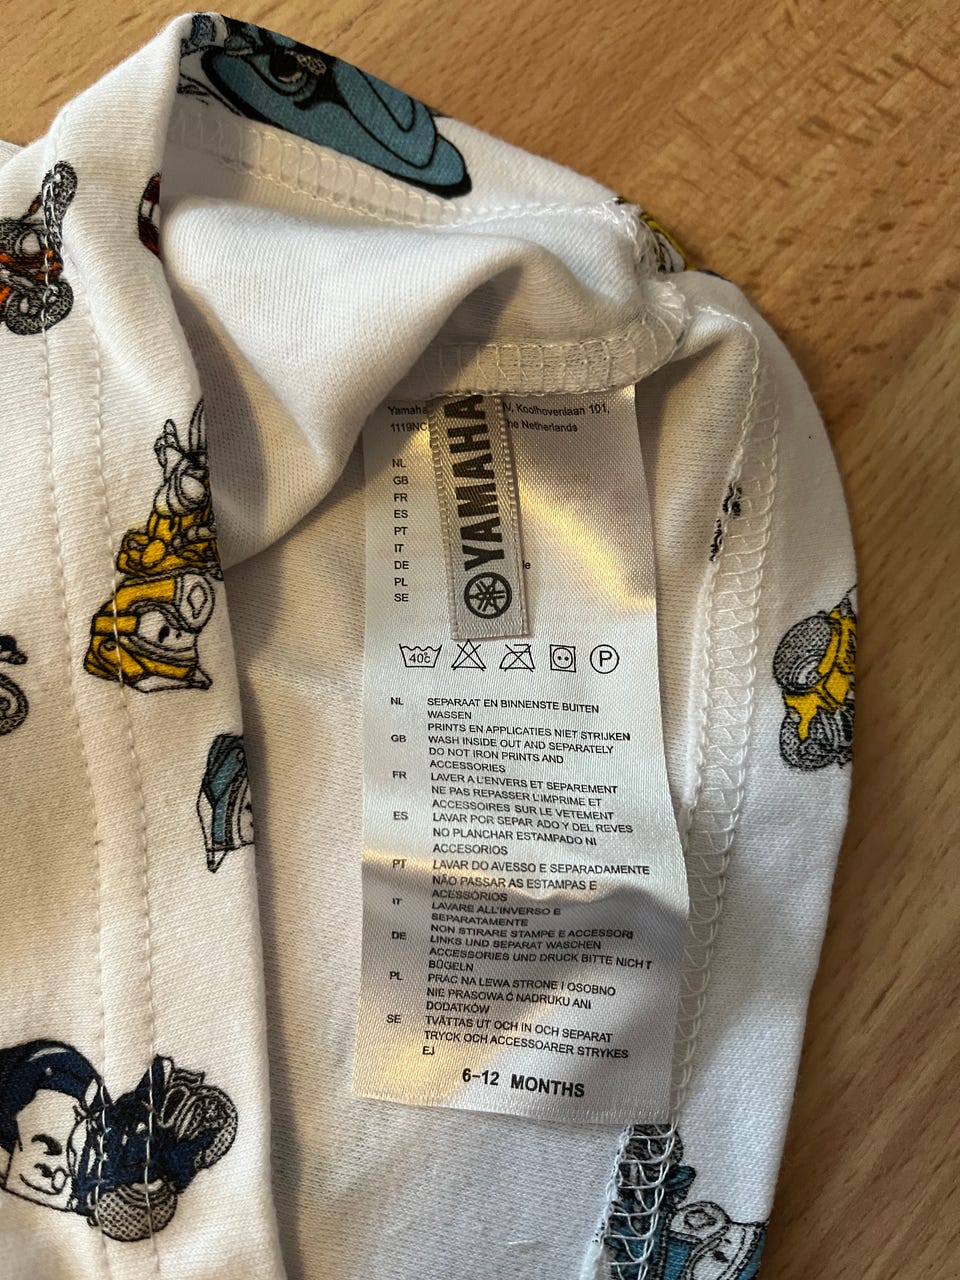 Yamaha V, Koolhovenlaan 101,
1119NC he Netherlands
YAMAHA
NL
GB
FR
ES
PT
IT
DE
PL
SE
40c
P
NL SEPARAAT EN BINNENSTE BUITEN
WASSEN
PRINTS EN APPLICATIES NIET STRIJKEN
GB WASH INSIDE OUT AND SEPARATELY
DO NOT IRON PRINTS AND
ACCESSORIES
FR LAVER A L'ENVERS ET SEPAREMENT
NE PAS REPASSER L'IMPRIME ET
ACCESSOIRES SUR LE VETEMENT
ES LAVAR POR SEPAR ADO Y DEL REVES
NO PLANCHAR ESTAMPADO NI
ACCESORIOS
PT LAVAR DO AVESSO E SEPARADAMENTE
NÃO PASSAR AS ESTAMPAS E
ACESSÓRIOS
IT LAVARE ALL'INVERSO E
SEPARATAMENTE
NON STIRARE STAMPE E ACCESSORI
DE LINKS UND SEPARAT WASCHEN
ACCESSORIES UND DRUCK BITTE NICHT
BÜGELN
PL PRAC NA LEWA STRONE I OSOBNO
NIE PRASOWA Ć NADRUKU ANI
DODATKÓW
SE TVÄTTAS UT OCH IN OCH SEPARAT
TRYCK OCH ACCESSOARER STRYKES
EJ
6-12 MONTHS